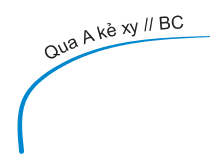 Qua A kẻ xy // BC